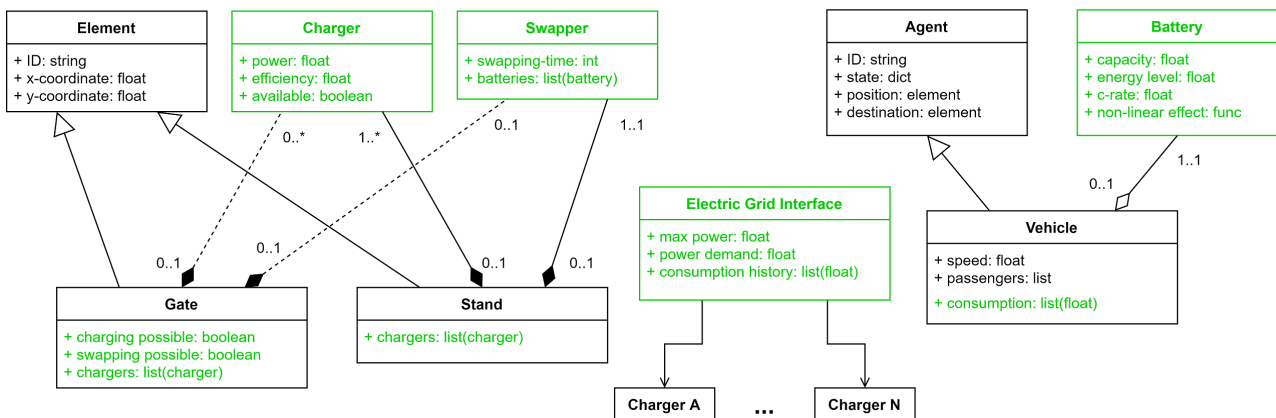 Element
+ ID: string
+ x-coordinate: float
+ y-coordinate: float
Charger
+ power: float
+ efficiency: float
+ available: boolean
Swapper
+ swapping-time: int
+ batteries: list(battery)
Agent
+ ID: string
+ state: dict
+ position: element
+ destination: element
Battery
+ capacity: float
+ energy level: float
+ c-rate: float
+ non-linear effect: func
0..*
1..*
0..1
1..1
1..1
0..1
0..1
0..1
0..1
0..1
Electric Grid Interface
+ max power: float
+ power demand: float
+ consumption history: list(float)
Vehicle
+ speed: float
+ passengers: list
+ consumption: list(float)
Gate
+ charging possible: boolean
+ swapping possible: boolean
+ chargers: list(charger)
Stand
+ chargers: list(charger)
Charger A
...
Charger N